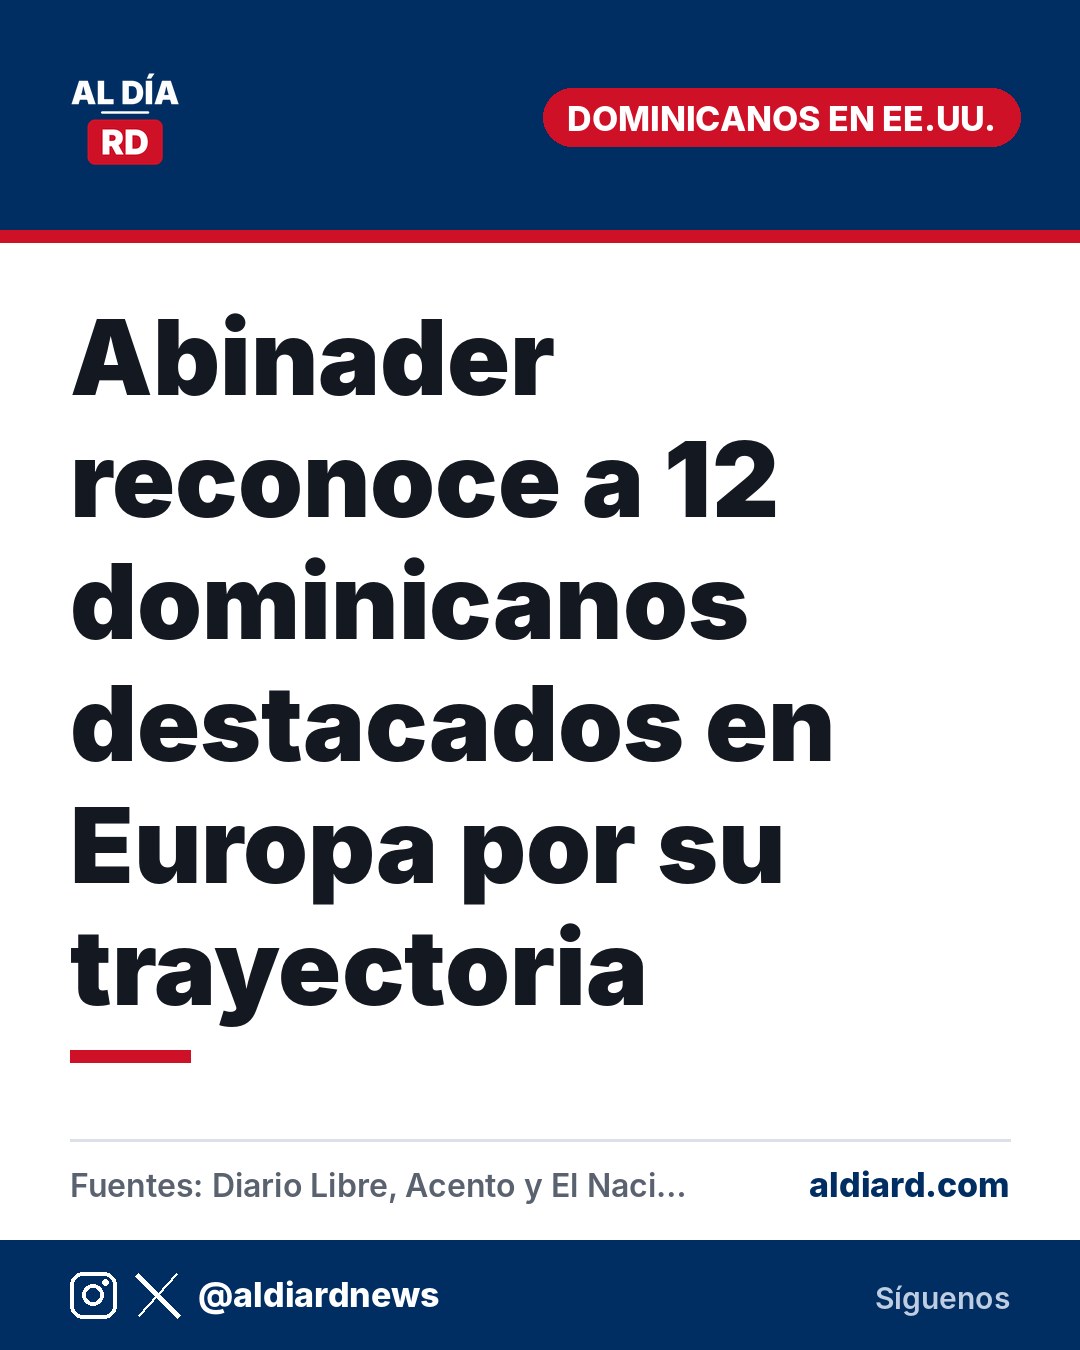 AL DÍA
RD
DOMINICANOS EN EE.UU.
Abinader
reconoce a 12
dominicanos
destacados en
Europa por su
trayectoria
Fuentes: Diario Libre, Acento y El Naci...
aldiard.com
@aldiardnews
Síguenos